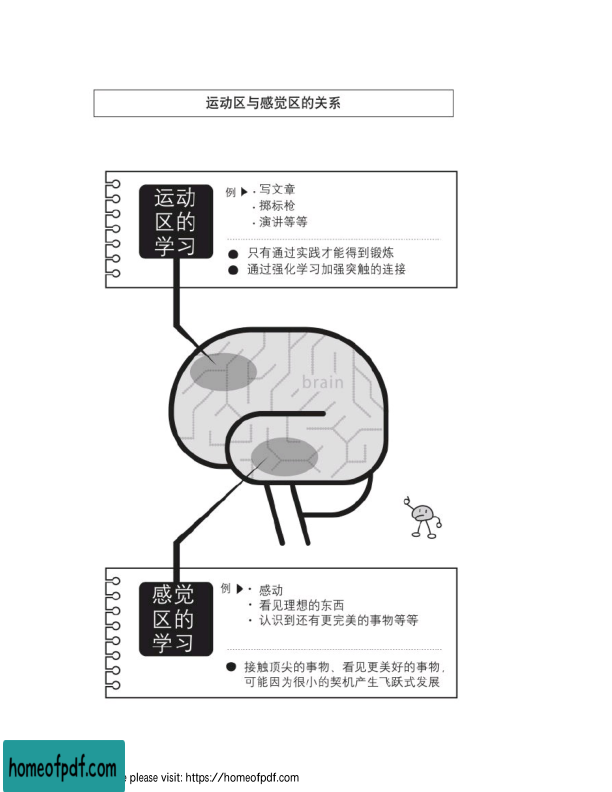 运动区与感觉区的关系
运动
区的
学习
例 ▶ · 写文章
· 掷标枪
· 演讲等等
● 只有通过实践才能得到锻炼
● 通过强化学习加强突触的连接
brain
感觉
区的
学习
例 ▶ · 感动
· 看见理想的东西
· 认识到还有更完美的事物等等
● 接触顶尖的事物、看见更美好的事物，
可能因为很小的契机产生飞跃式发展
homeofpdf.com
please visit: https://homeofpdf.com